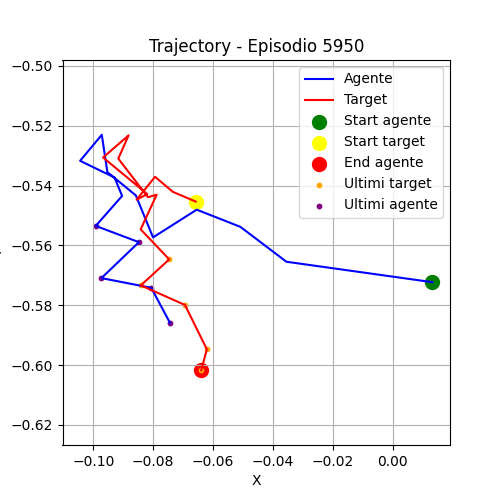 Trajectory - Episodio 5950
Agente
Target
Start agente
Start target
End agente
Ultimi target
Ultimi agente
−0.50
−0.52
−0.54
−0.56
−0.58
−0.60
−0.62
−0.10
−0.08
−0.06
−0.04
−0.02
0.00
X